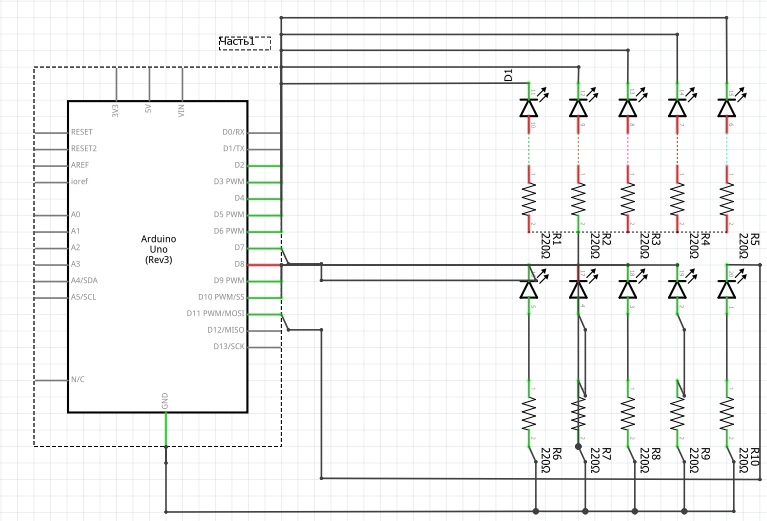 Часть1
D1
3V3
5V
VIN
RESET
RESET2
AREF
ioref
A0
A1
A2
A3
A4/SDA
A5/SCL
N/C
Arduino
Uno
(Rev3)
D0/RX
D1/TX
D2
D3 PWM
D4
D5 PWM
D6 PWM
D7
D8
D9 PWM
D10 PWM/SS
D11 PWM/MOSI
D12/MISO
D13/SCK
GND
R1
220Ω
R2
220Ω
R3
220Ω
R4
220Ω
R5
220Ω
R6
220Ω
R7
220Ω
R8
220Ω
R9
220Ω
R10
220Ω